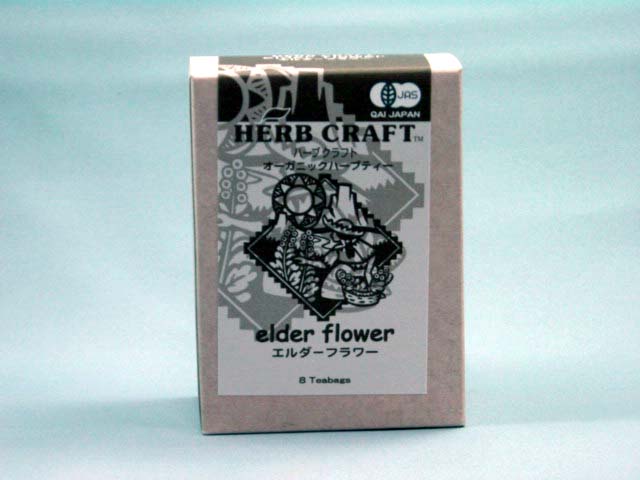 JAS
QAI JAPAN
HERB CRAFT™
ハーブクラフト
オーガニックハーブティー
elder flower
エルダーフラワー
8 Teabags